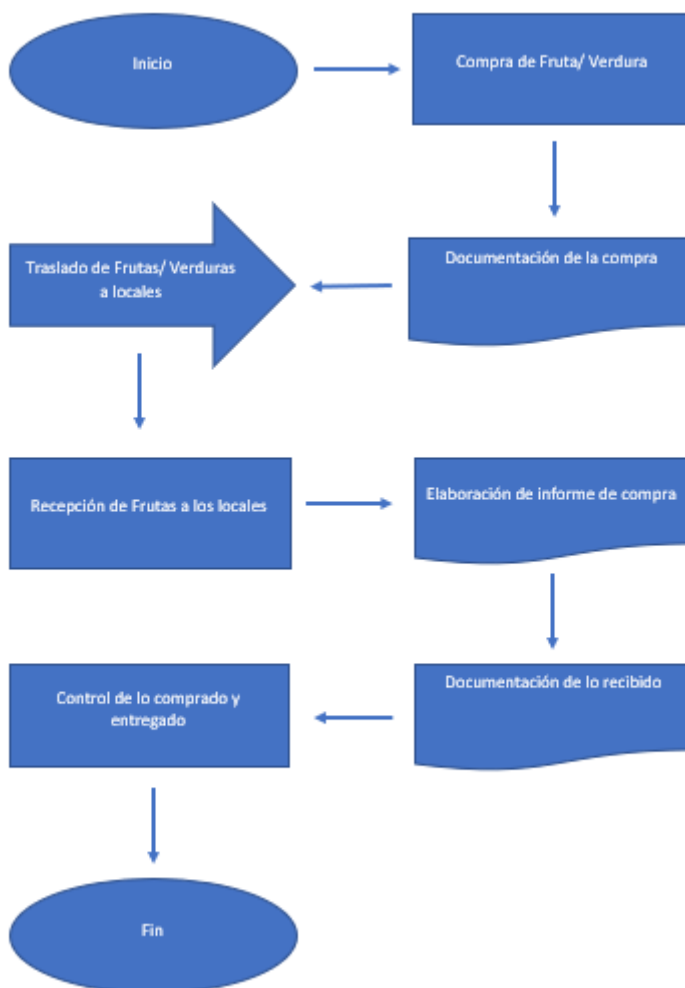 Inicio
Compra de Fruta/ Verdura
Documentación de la compra
Traslado de Frutas/ Verduras
a locales
Recepción de Frutas a los locales
Elaboración de informe de compra
Documentación de lo recibido
Control de lo comprado y
entregado
Fin